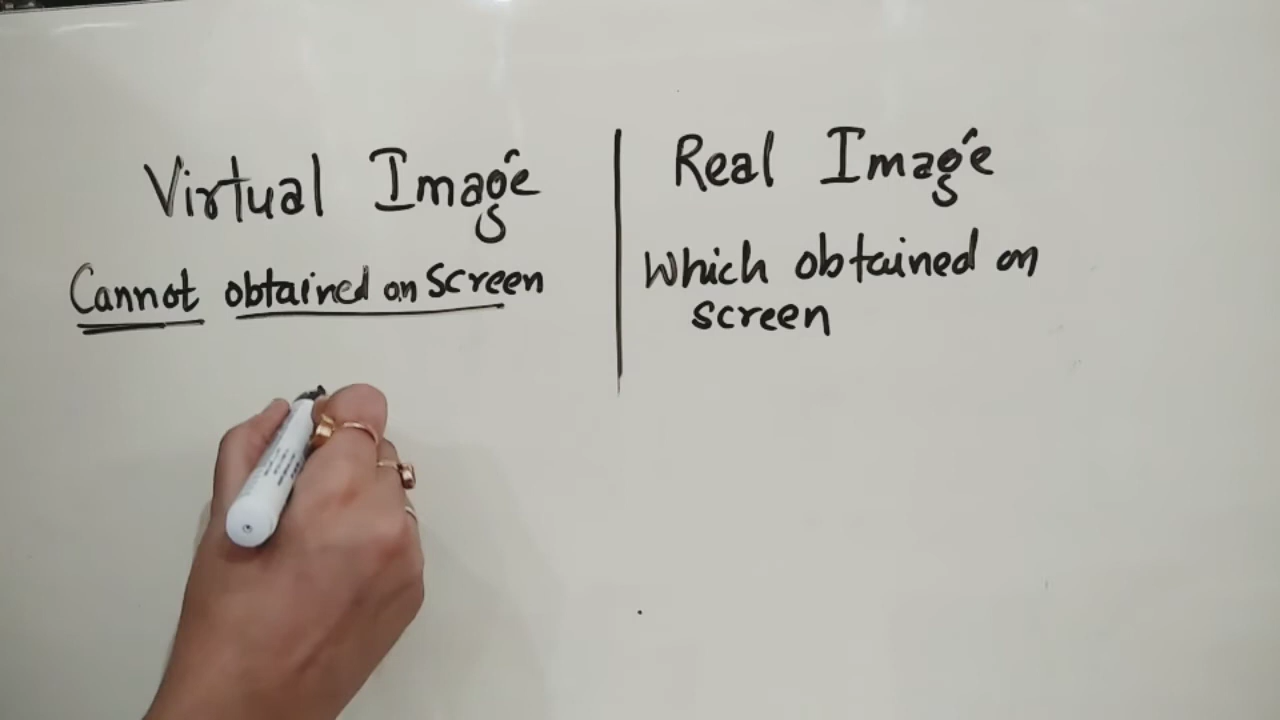 Virtual Image
Cannot obtained on Screen
Real Image
Which obtained on
screen